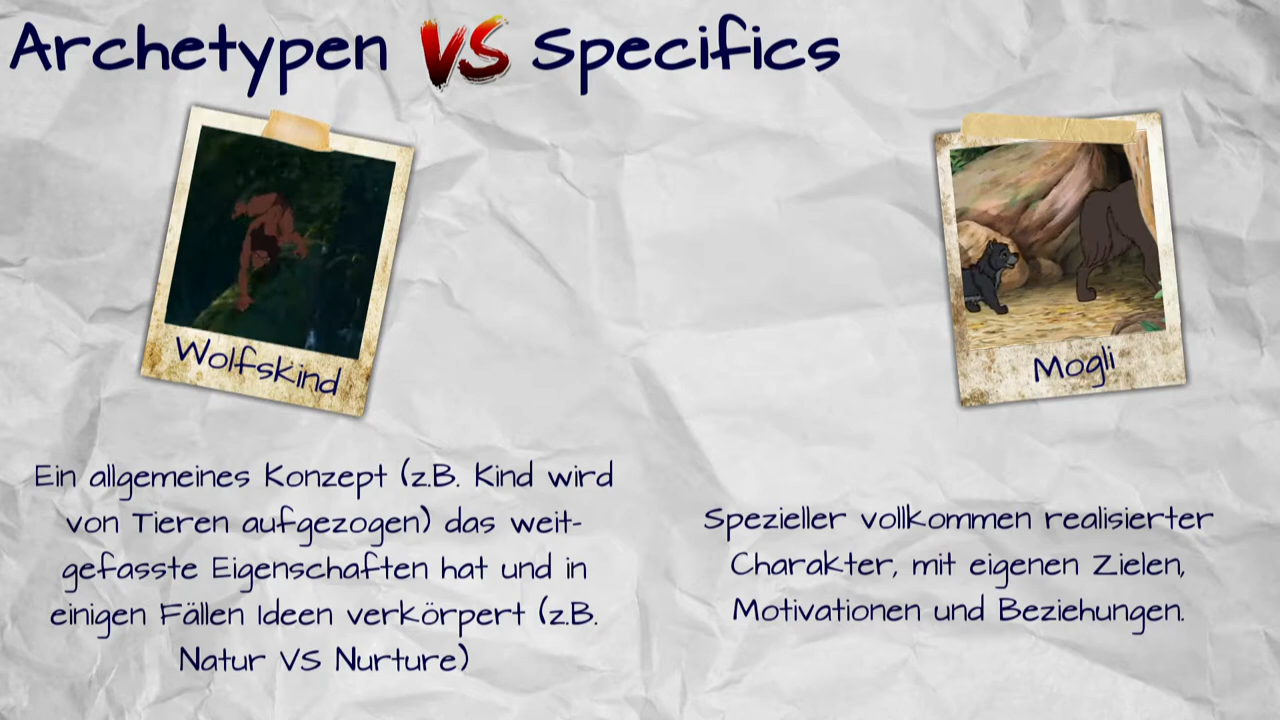 Archetypen VS Specifics
Wolfskind
Mogli
Ein allgemeines Konzept (z.B. Kind wird
von Tieren aufgezogen) das weit-
gefasste Eigenschaften hat und in
einigen Fällen Ideen verkörpert (z.B.
Natur VS Nurture)
Spezieller vollkommen realisierter
Charakter, mit eigenen Zielen,
Motivationen und Beziehungen.